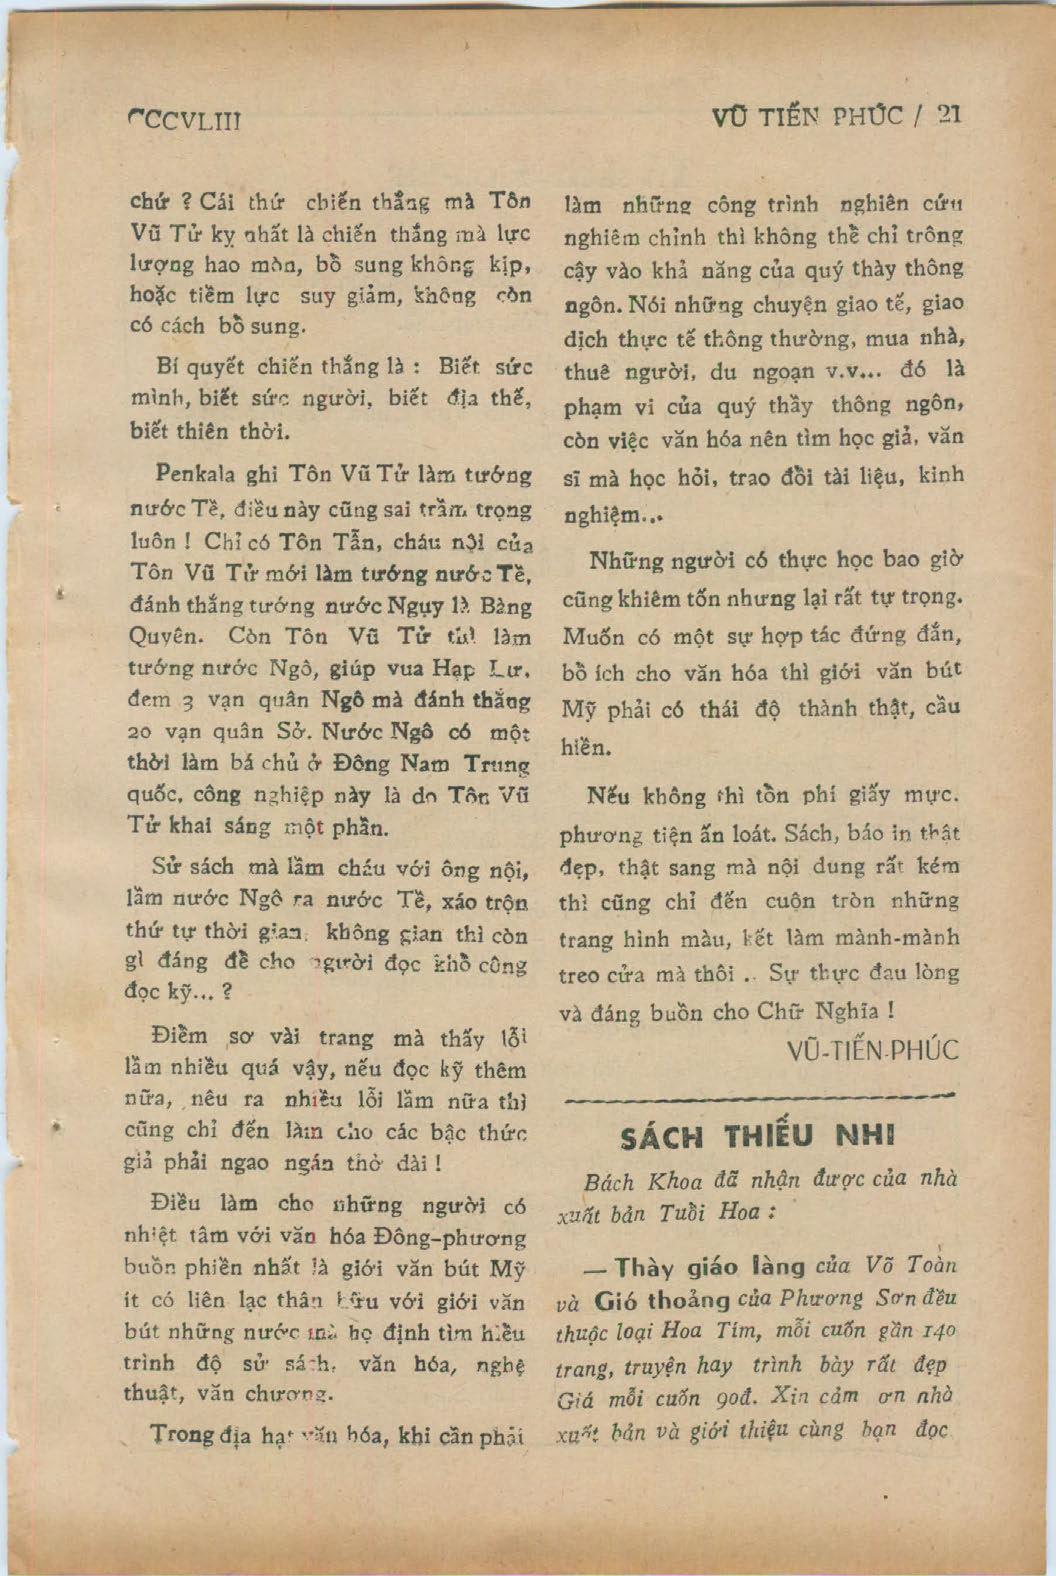 CCCVLIII
VŨ TIẾN PHÚC / 21
chứ ? Cái thứ chiến thắng mà Tôn
Vũ Tử kỵ nhất là chiến thắng mà lực
lượng hao mòn, bổ sung không kịp,
hoặc tiềm lực suy giảm, không còn
có cách bổ sung.
Bí quyết chiến thắng là : Biết sức
mình, biết sức người, biết địa thế,
biết thiên thời.
Penkala ghi Tôn Vũ Tử làm tướng
nước Tề, điều này cũng sai trầm trọng
luôn ! Chỉ có Tôn Tẫn, cháu nội của
Tôn Vũ Tử mới làm tướng nước Tề,
đánh thắng tướng nước Ngụy là Bàng
Quyên. Còn Tôn Vũ Tử thì làm
tướng nước Ngô, giúp vua Hạp Lư,
đem 3 vạn quân Ngô mà đánh thắng
20 vạn quân Sở. Nước Ngô có một
thời làm bá chủ ở Đông Nam Trung
quốc, công nghiệp này là do Tôn Vũ
Tử khai sáng một phần.
Sử sách mà lầm cháu với ông nội,
lầm nước Ngô ra nước Tề, xáo trộn
thứ tự thời gian, không gian thì còn
gì đáng để cho người đọc khổ công
đọc kỹ... ?
Điểm sơ vài trang mà thấy lỗi
lầm nhiều quá vậy, nếu đọc kỹ thêm
nữa, nêu ra nhiều lỗi lầm nữa thì
cũng chỉ đến làm cho các bậc thức
giả phải ngao ngán thở dài !
Điều làm cho những người có
nhiệt tâm với văn hóa Đông-phương
buồn phiền nhất là giới văn bút Mỹ
ít có liên lạc thân hữu với giới văn
bút những nước mà họ định tìm hiểu
trình độ sử sách, văn hóa, nghệ
thuật, văn chương.
Trong địa hạt văn hóa, khi cần phải
làm những công trình nghiên cứu
nghiêm chỉnh thì không thể chỉ trông
cậy vào khả năng của quý thày thông
ngôn. Nói những chuyện giao tế, giao
dịch thực tế thông thường, mua nhà,
thuê người, du ngoạn v.v... đó là
phạm vi của quý thầy thông ngôn,
còn việc văn hóa nên tìm học giả, văn
sĩ mà học hỏi, trao đổi tài liệu, kinh
nghiệm...
Những người có thực học bao giờ
cũng khiêm tốn nhưng lại rất tự trọng.
Muốn có một sự hợp tác đứng đắn,
bổ ích cho văn hóa thì giới văn bút
Mỹ phải có thái độ thành thật, cầu
hiền.
Nếu không thì tổn phí giấy mực.
phương tiện ấn loát. Sách, báo in thật
đẹp, thật sang mà nội dung rất kém
thì cũng chỉ đến cuộn tròn những
trang hình màu, kết làm mành-mành
treo cửa mà thôi .. Sự thực đau lòng
và đáng buồn cho Chữ Nghĩa !
VŨ-TIẾN-PHÚC
SÁCH THIẾU NHI
Bách Khoa đã nhận được của nhà
xuất bản Tuổi Hoa :
— Thày giáo làng của Võ Toàn
và Gió thoảng của Phương Sơn đều
thuộc loại Hoa Tím, mỗi cuốn gần 140
trang, truyện hay trình bày rất đẹp
Giá mỗi cuốn 90đ. Xin cảm ơn nhà
xuất bản và giới thiệu cùng bạn đọc